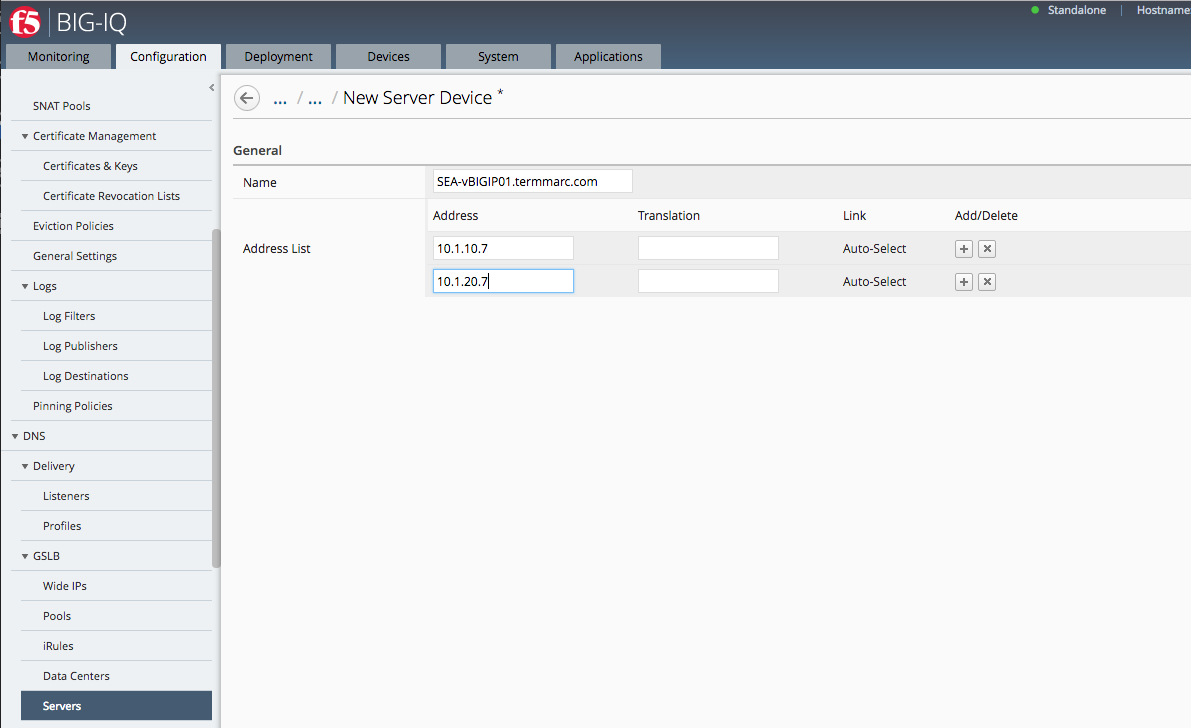 f5 BIG-IQ
Standalone Hostname:
Monitoring Configuration Deployment Devices System Applications
SNAT Pools
Certificate Management
Certificates & Keys
Certificate Revocation Lists
Eviction Policies
General Settings
Logs
Log Filters
Log Publishers
Log Destinations
Pinning Policies
DNS
Delivery
Listeners
Profiles
GSLB
Wide IPs
Pools
iRules
Data Centers
Servers
... / ... / New Server Device *
General
Name SEA-vBIGIP01.termmarc.com
Address Translation Link Add/Delete
Address List 10.1.10.7 Auto-Select
10.1.20.7 Auto-Select